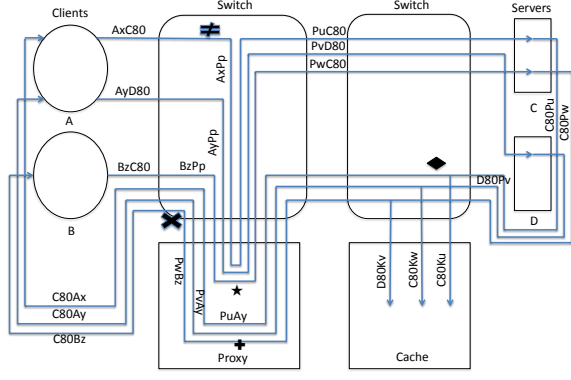 Clients
Switch
Switch
Servers
AxC80
PuC80
PvD80
PwC80
AxPp
C
C80Pu
C80Pw
AyD80
A
AyPp
BzC80
BzPp
D80Pv
B
D
PwBz
PvAy
D80Kv
C80Kw
C80Ku
C80Ax
C80Ay
C80Bz
PuAy
Proxy
Cache